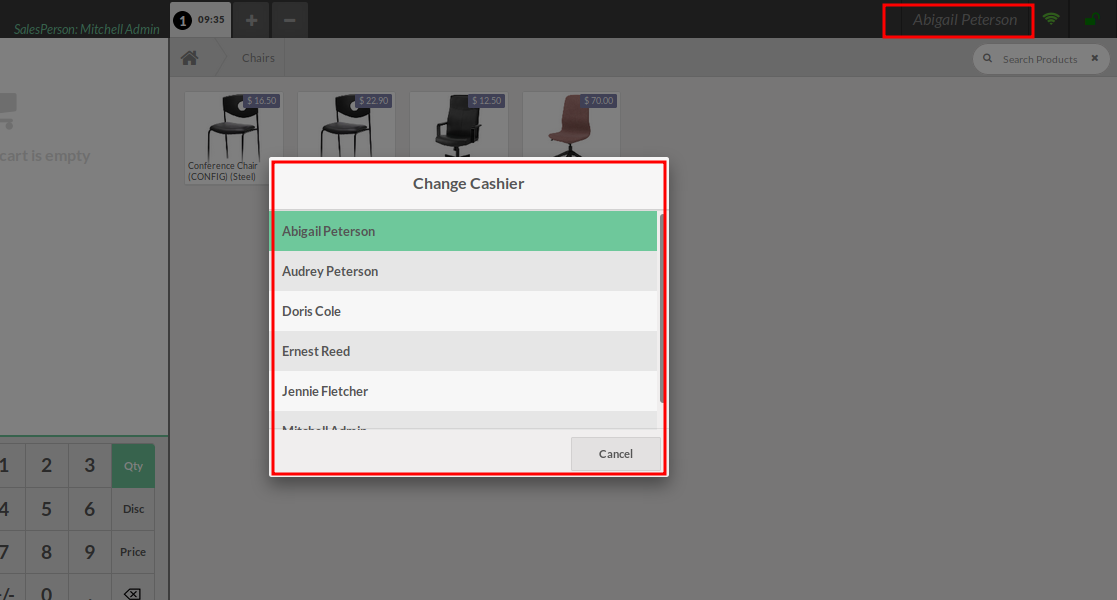 SalesPerson: Mitchell Admin
1 09:35
Abigail Peterson
Chairs
Search Products
$ 16.50
$ 22.90
$ 12.50
$ 70.00
Conference Chair
(CONFIG) (Steel)
cart is empty
Change Cashier
Abigail Peterson
Audrey Peterson
Doris Cole
Ernest Reed
Jennie Fletcher
Mitchell Admin
Cancel
1 2 3 Qty
4 5 6 Disc
7 8 9 Price
+/- 0 .